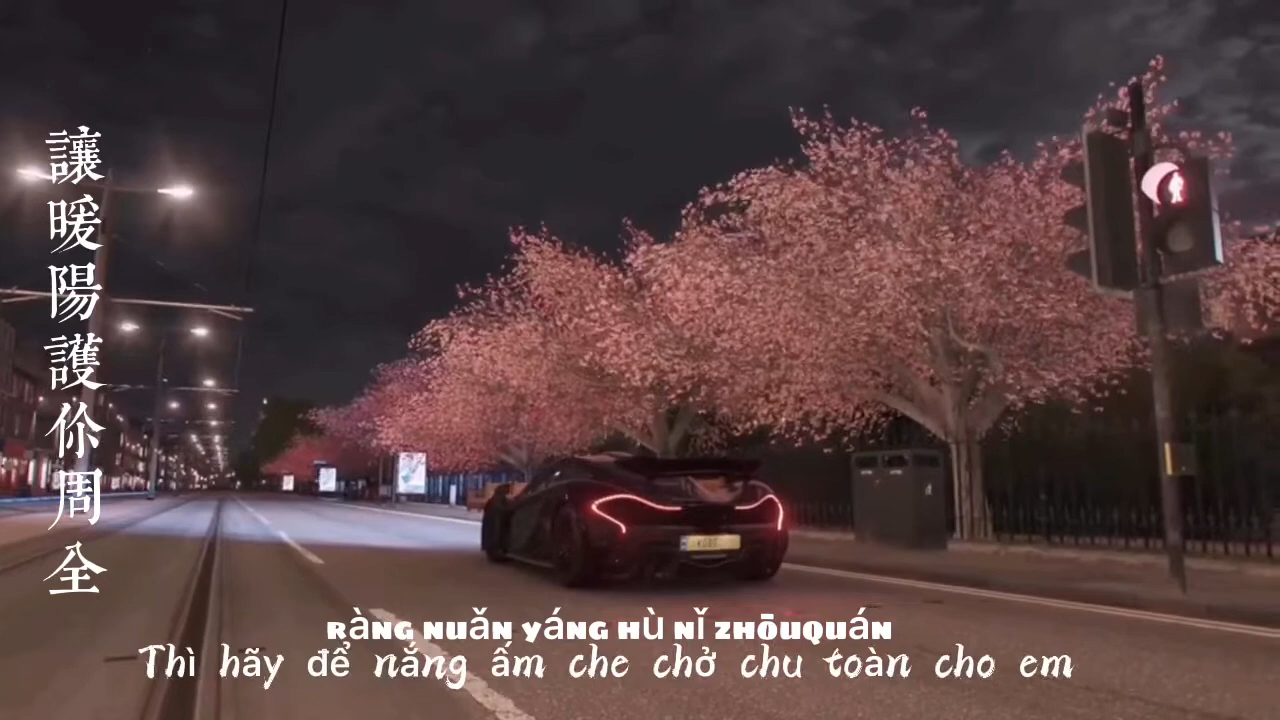 讓暖陽護你周全
RÀNG NUǍN YÁNG HÙ NǏ ZHŌUQUÁN
Thì hãy để nắng ấm che chở chu toàn cho em